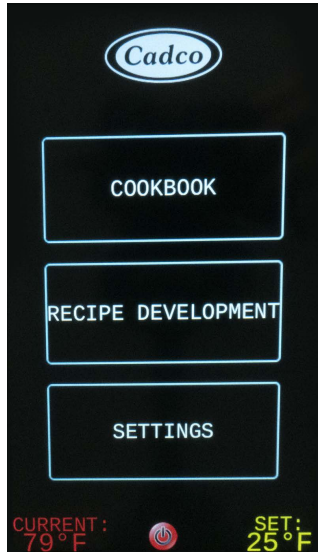 Cadco
COOKBOOK
RECIPE DEVELOPMENT
SETTINGS
CURRENT: SET:
79°F 25°F